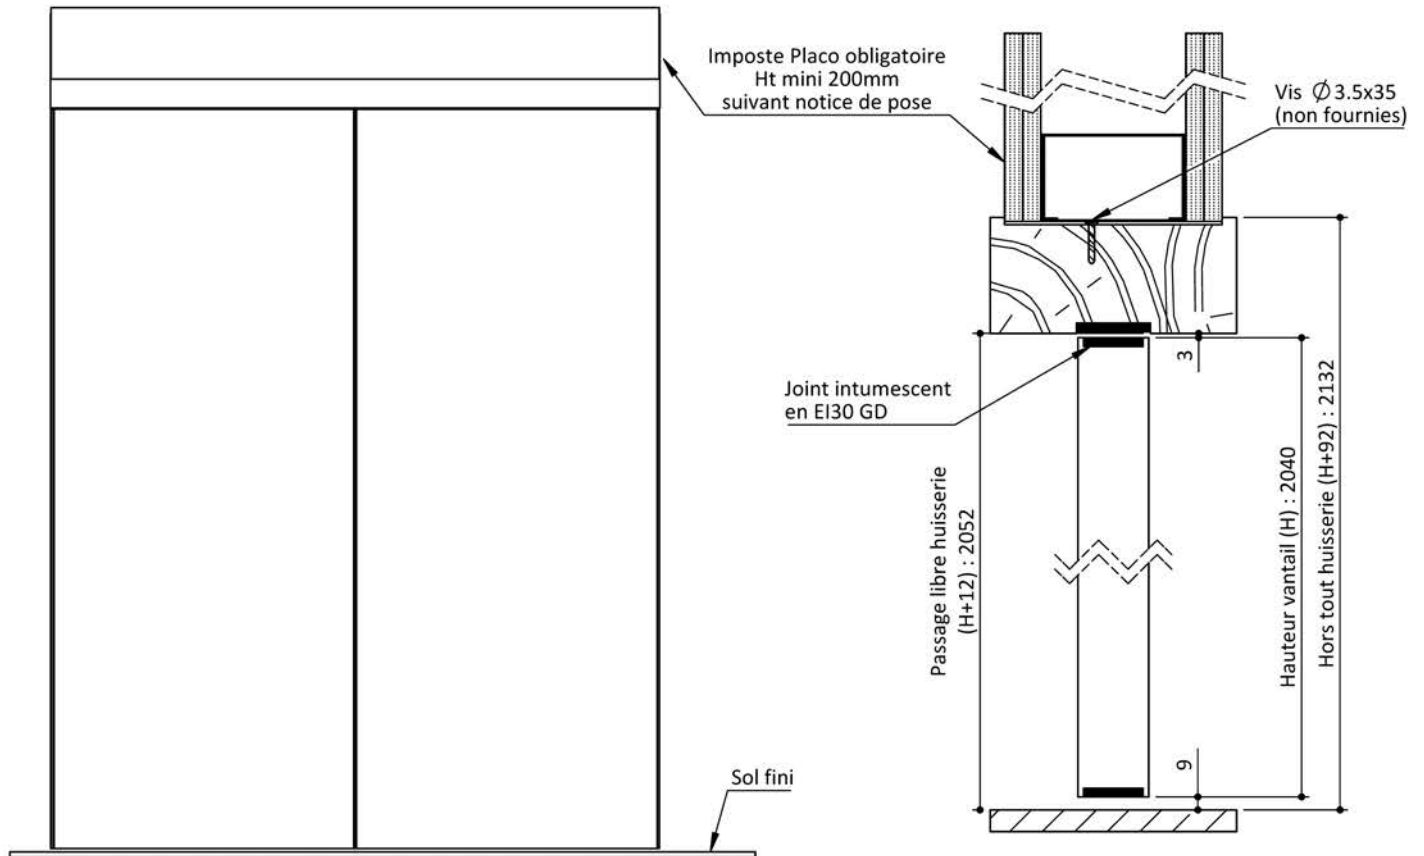 Imposte Placo obligatoire
Ht mini 200mm
suivant notice de pose
Vis Ø3.5x35
(non fournies)
Joint intumescent
en EI30 GD
3
Passage libre huisserie
(H+12) : 2052
Hauteur vantail (H) : 2040
Hors tout huisserie (H+92) : 2132
9
Sol fini